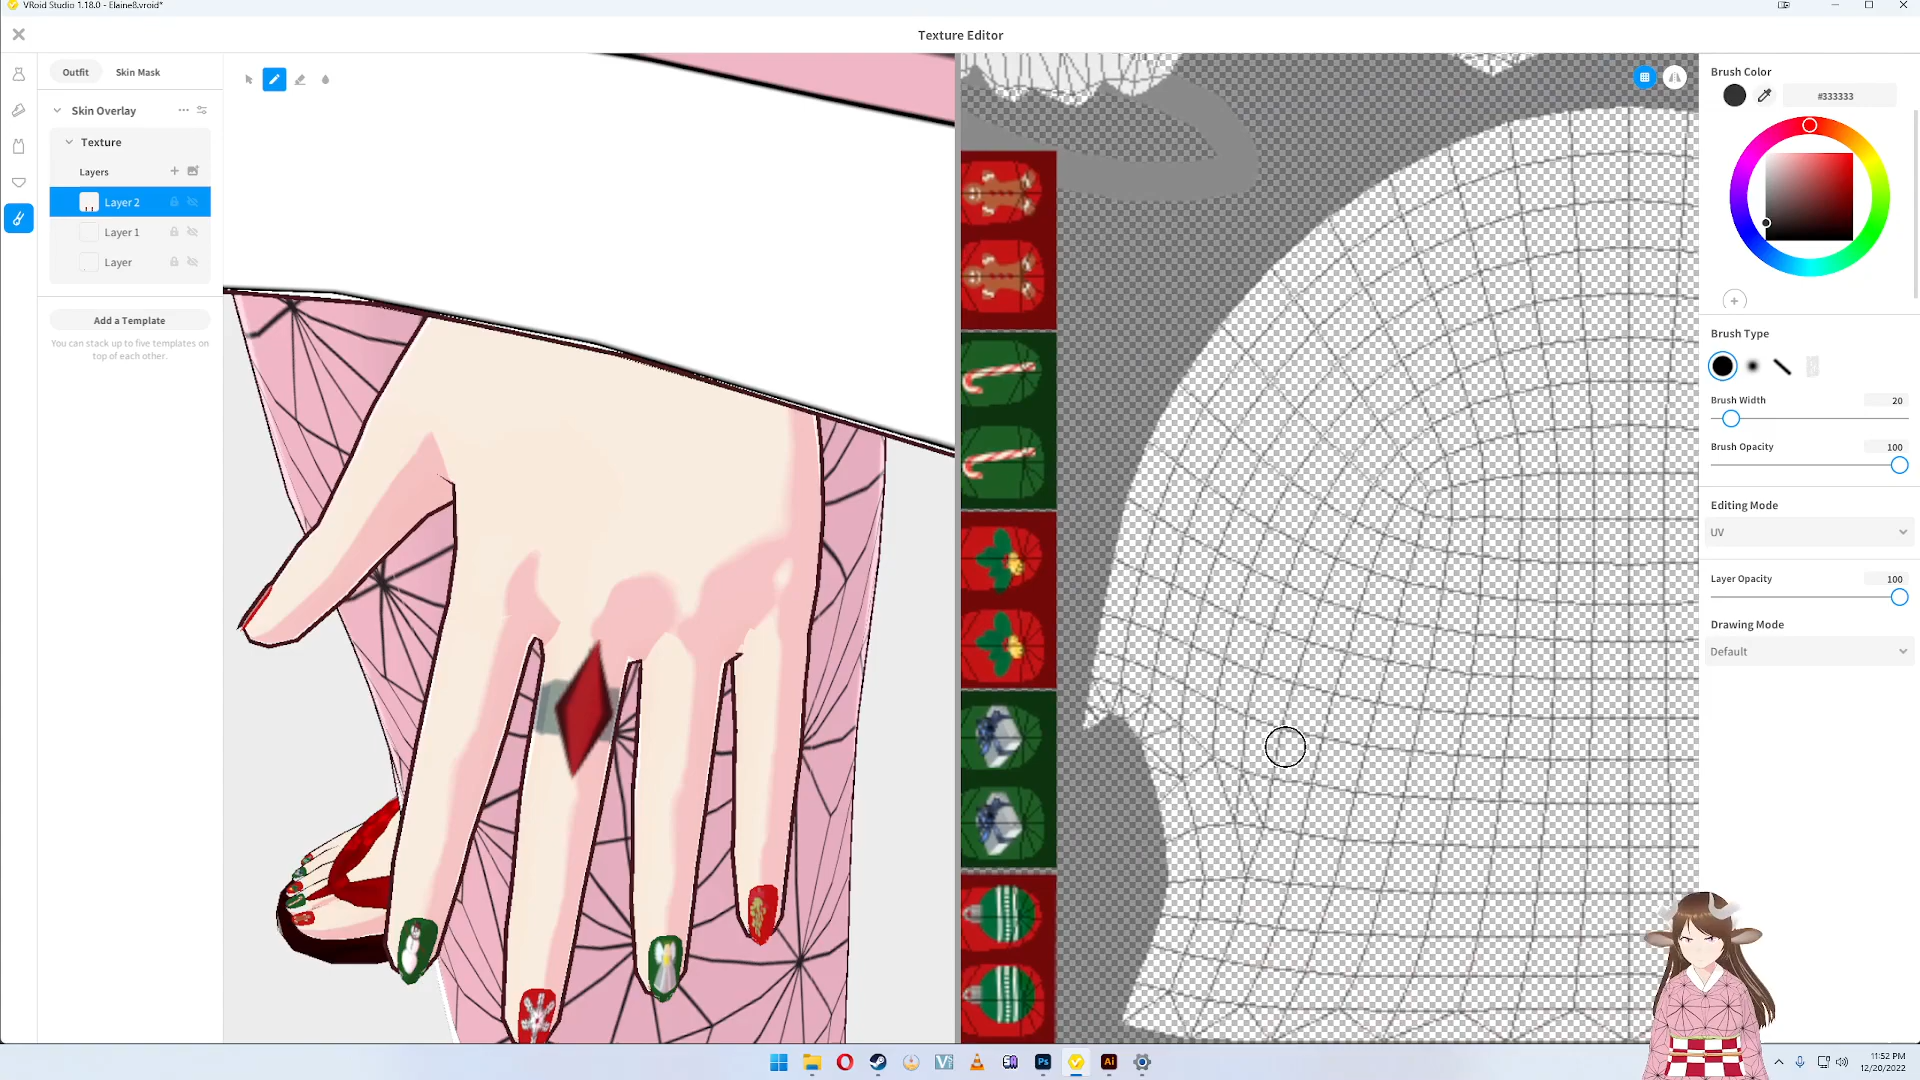 VRoid Studio 1.18.0 - Elaine8.vroid*
Texture Editor
Outfit
Skin Mask
Skin Overlay
Texture
Layers
Layer 2
Layer 1
Layer
Add a Template
You can stack up to five templates on
top of each other.
Brush Color
#333333
Brush Type
Brush Width
20
Brush Opacity
100
Editing Mode
UV
Layer Opacity
100
Drawing Mode
Default
Ps
Ai
11:52 PM
12/20/2022